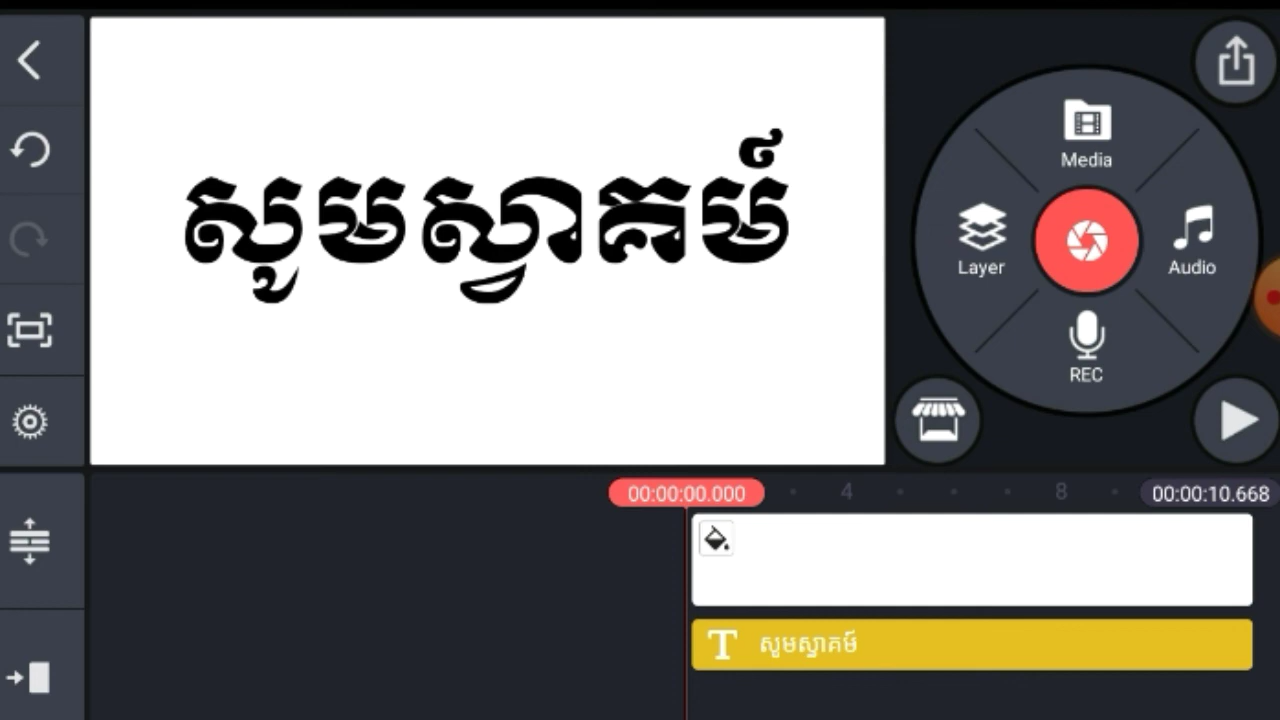 សូមស្វាគមន៍
Media
Layer
Audio
REC
00:00:00.000
4
8
00:00:10.668
T សូមស្វាគមន៍